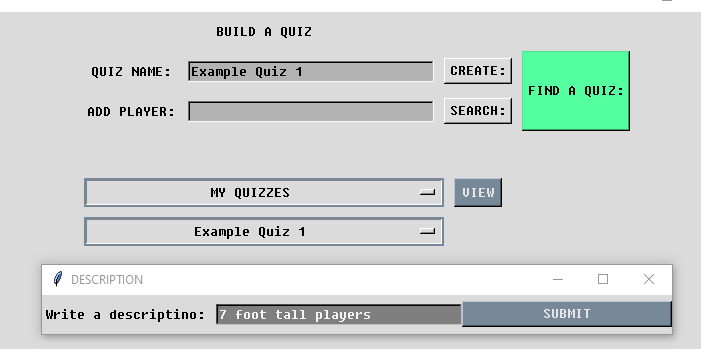 BUILD A QUIZ
QUIZ NAME: Example Quiz 1 CREATE:
FIND A QUIZ:
ADD PLAYER: SEARCH:
MY QUIZZES VIEW
Example Quiz 1
DESCRIPTION
Write a descriptino: 7 foot tall players SUBMIT